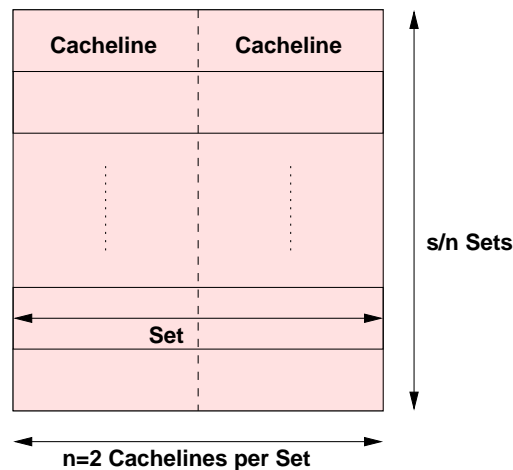 Cacheline Cacheline
s/n Sets
Set
n=2 Cachelines per Set